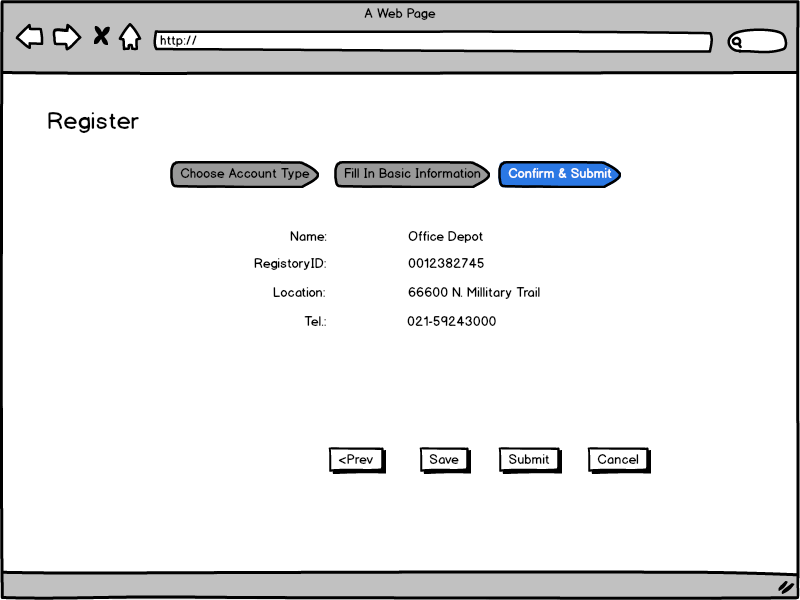 A Web Page
http://
Register
Choose Account Type Fill In Basic Information Confirm & Submit
Name: Office Depot
RegistoryID: 0012382745
Location: 66600 N. Millitary Trail
Tel.: 021-59243000
<Prev Save Submit Cancel